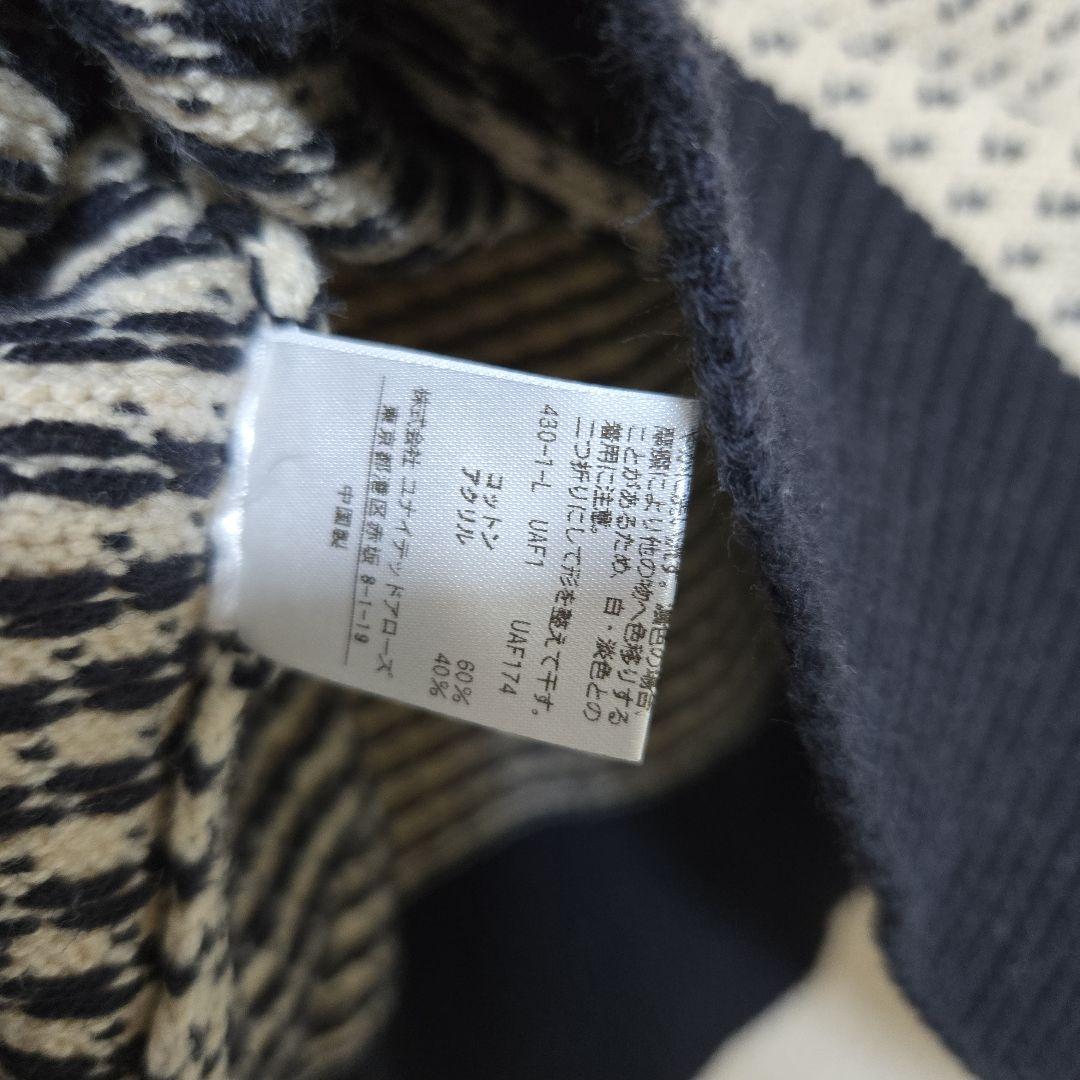 摩擦により他の物へ色移りする
ことがあるため、白・淡色との
着用に注意。
二つ折りにして形を整えて干す。
430-1-L UAF1 UAF174
コットン 60%
アクリル 40%
株式会社 ユナイテッドアローズ
東京都港区赤坂 8-1-19
中国製